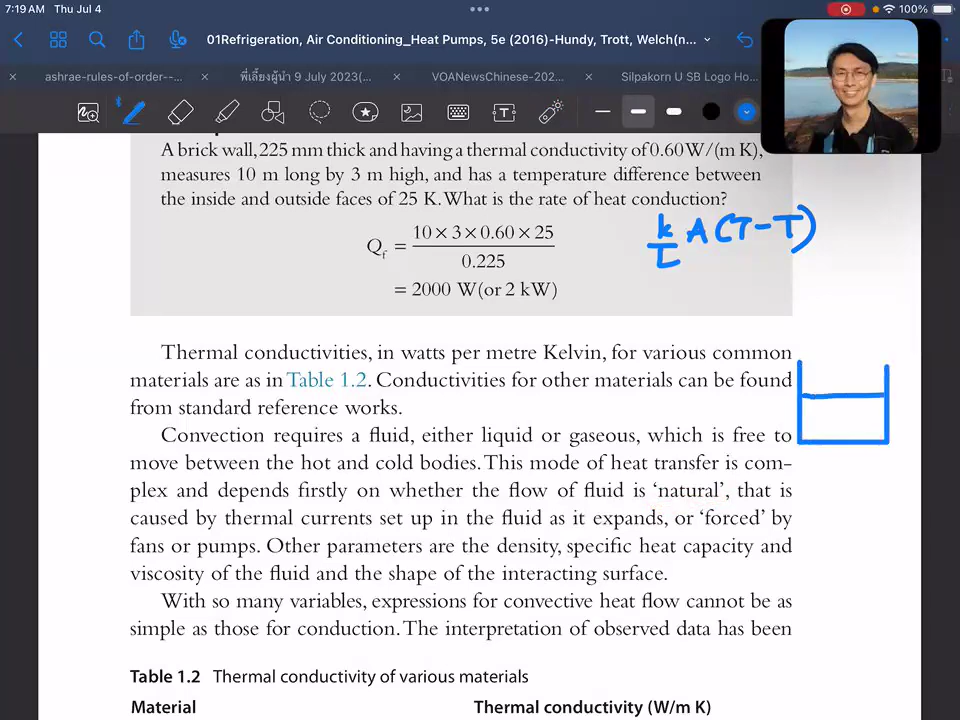 7:19 AM Thu Jul 4
100%
01Refrigeration, Air Conditioning_Heat Pumps, 5e (2016)-Hundy, Trott, Welch(n...
ashrae-rules-of-order--...
พี่เลี้ยงผู้นำ 9 July 2023(...
VOANewsChinese-202...
Silpakorn U SB Logo Ho...
A brick wall, 225 mm thick and having a thermal conductivity of 0.60 W/(m K),
measures 10 m long by 3 m high, and has a temperature difference between
the inside and outside faces of 25 K. What is the rate of heat conduction?
Qf = 10 × 3 × 0.60 × 25
0.225
= 2000 W(or 2 kW)
k A (T-T)
L
Thermal conductivities, in watts per metre Kelvin, for various common
materials are as in Table 1.2. Conductivities for other materials can be found
from standard reference works.
Convection requires a fluid, either liquid or gaseous, which is free to
move between the hot and cold bodies. This mode of heat transfer is com-
plex and depends firstly on whether the flow of fluid is ‘natural’, that is
caused by thermal currents set up in the fluid as it expands, or ‘forced’ by
fans or pumps. Other parameters are the density, specific heat capacity and
viscosity of the fluid and the shape of the interacting surface.
With so many variables, expressions for convective heat flow cannot be as
simple as those for conduction. The interpretation of observed data has been
Table 1.2 Thermal conductivity of various materials
Material Thermal conductivity (W/m K)